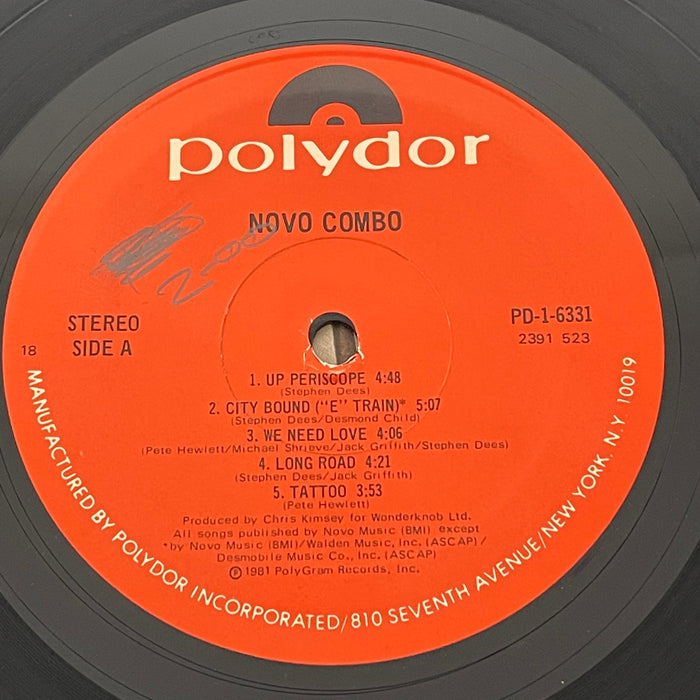 polydor
NOVO COMBO
STEREO
SIDE A
18
PD-1-6331
2391 523
1. UP PERISCOPE 4:48
(Stephen Dees)
2. CITY BOUND ("E" TRAIN)* 5:07
(Stephen Dees/Desmond Child)
3. WE NEED LOVE 4:06
(Pete Hewlett/Michael Shrieve/Jack Griffith/Stephen Dees)
4. LONG ROAD 4:21
(Stephen Dees/Jack Griffith)
5. TATTOO 3:53
(Pete Hewlett)
Produced by Chris Kimsey for Wonderknob Ltd.
All songs published by Novo Music (BMI) except
*by Novo Music (BMI)/Walden Music, Inc. (ASCAP)/
Desmobile Music Co., Inc. (ASCAP)
Ⓟ1981 PolyGram Records, Inc.
MANUFACTURED BY POLYDOR INCORPORATED/810 SEVENTH AVENUE/NEW YORK, N.Y. 10019